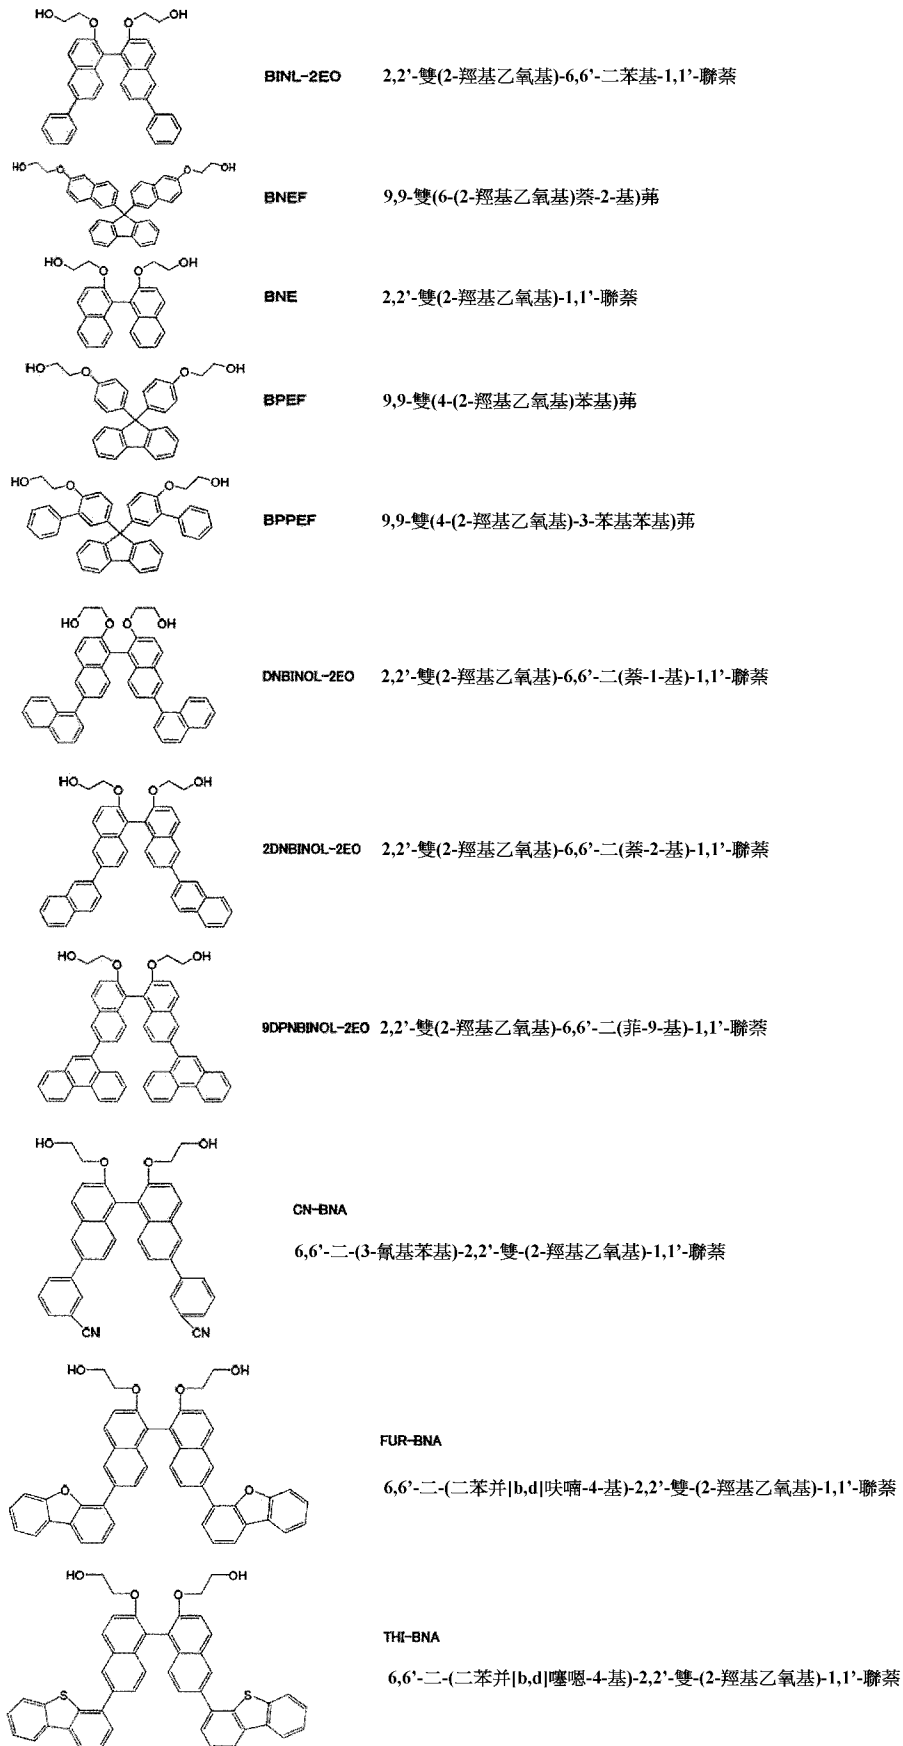 HO O O OH
BINL-2EO 2,2’-雙(2-羥基乙氧基)-6,6’-二苯基-1,1’-聯萘
HO O O OH
BNEF 9,9-雙(6-(2-羥基乙氧基)萘-2-基)茀
HO O O OH
BNE 2,2’-雙(2-羥基乙氧基)-1,1’-聯萘
HO O O OH
BPEF 9,9-雙(4-(2-羥基乙氧基)苯基)茀
HO O O OH
BPPEF 9,9-雙(4-(2-羥基乙氧基)-3-苯基苯基)茀
HO O O OH
DNBINOL-2EO 2,2’-雙(2-羥基乙氧基)-6,6’-二(萘-1-基)-1,1’-聯萘
HO O O OH
2DNBINOL-2EO 2,2’-雙(2-羥基乙氧基)-6,6’-二(萘-2-基)-1,1’-聯萘
HO O O OH
9DPNBINOL-2EO 2,2’-雙(2-羥基乙氧基)-6,6’-二(菲-9-基)-1,1’-聯萘
HO O O OH
CN-BNA
6,6’-二-(3-氰基苯基)-2,2’-雙-(2-羥基乙氧基)-1,1’-聯萘
CN CN
HO O O OH
FUR-BNA
6,6’-二-(二苯并|b,d|呋喃-4-基)-2,2’-雙-(2-羥基乙氧基)-1,1’-聯萘
O O
HO O O OH
THI-BNA
6,6’-二-(二苯并|b,d|噻嗯-4-基)-2,2’-雙-(2-羥基乙氧基)-1,1’-聯萘
S S